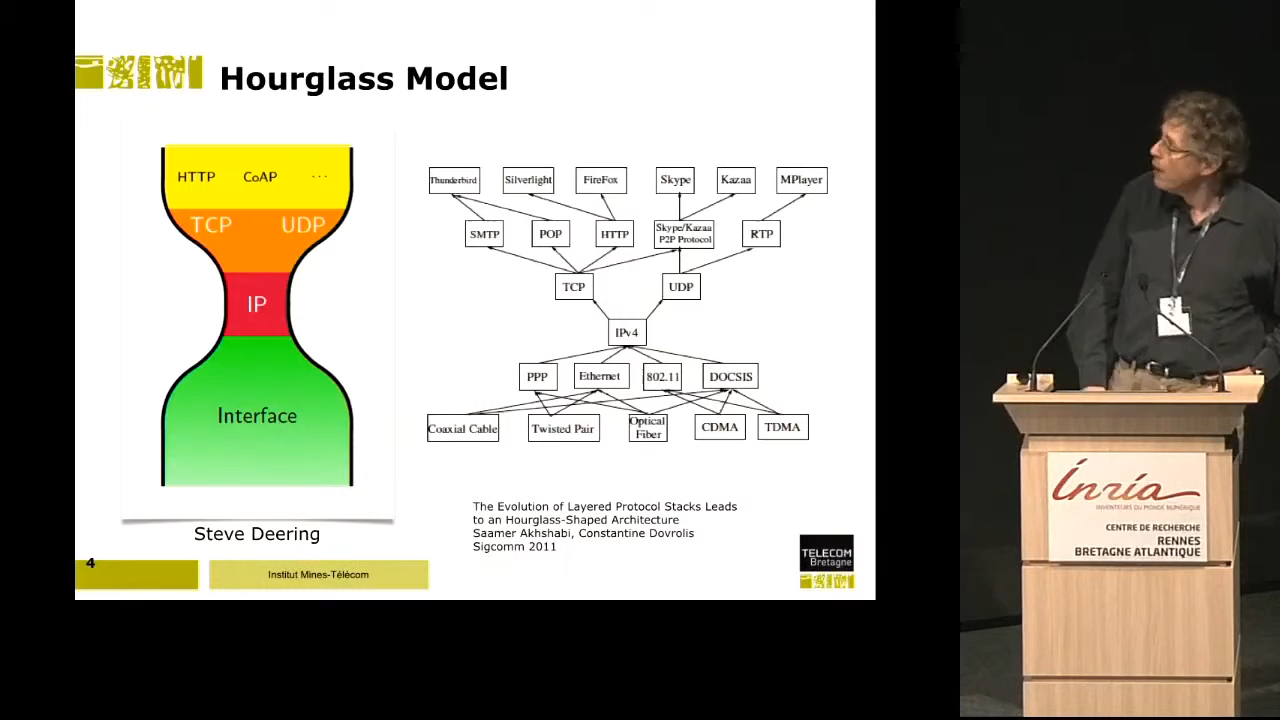 Hourglass Model
HTTP CoAP ...
TCP UDP
IP
Interface
Steve Deering
Thunderbird Silverlight FireFox Skype Kazaa MPlayer
SMTP POP HTTP Skype/Kazaa P2P Protocol RTP
TCP UDP
IPv4
PPP Ethernet 802.11 DOCSIS
Coaxial Cable Twisted Pair Optical Fiber CDMA TDMA
The Evolution of Layered Protocol Stacks Leads
to an Hourglass-Shaped Architecture
Saamer Akhshabi, Constantine Dovrolis
Sigcomm 2011
4
Institut Mines-Télécom
TELECOM
Bretagne
inria
INVENTEURS DU MONDE NUMÉRIQUE
CENTRE DE RECHERCHE
RENNES
BRETAGNE ATLANTIQUE